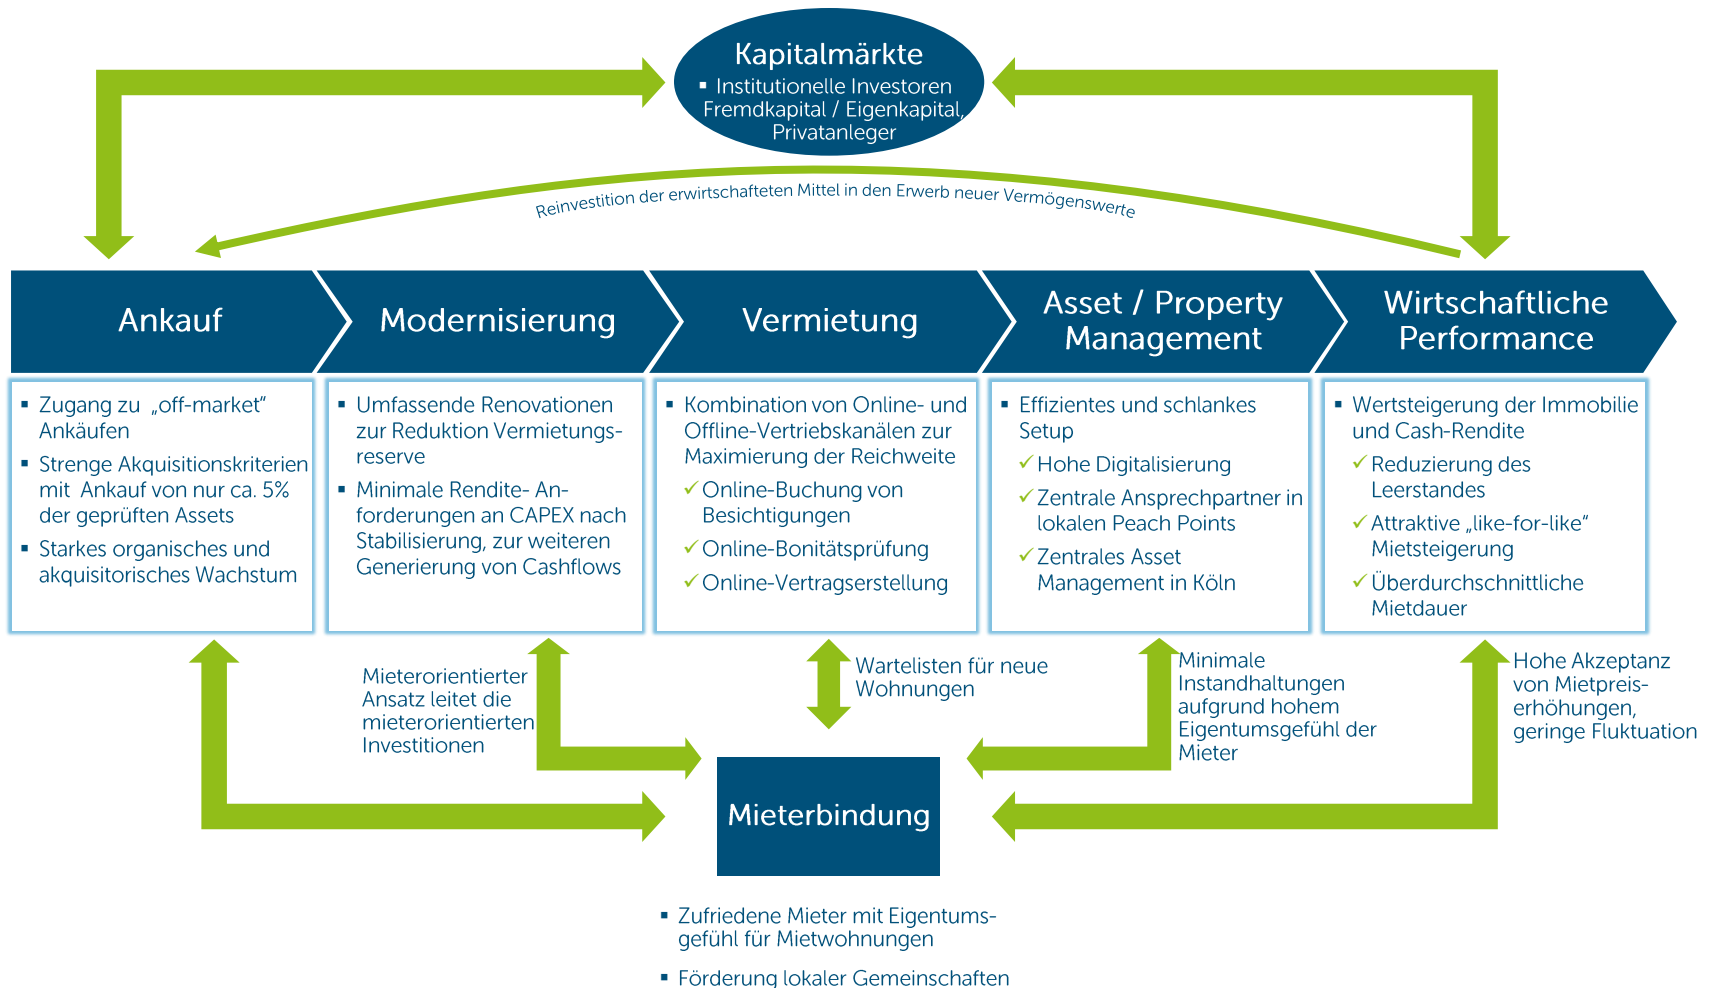 Kapitalmärkte
▪ Institutionelle Investoren
Fremdkapital / Eigenkapital,
Privatanleger
Reinvestition der erwirtschafteten Mittel in den Erwerb neuer Vermögenswerte
Ankauf
Modernisierung
Vermietung
Asset / Property
Management
Wirtschaftliche
Performance
▪ Zugang zu „off-market“
Ankäufen
▪ Strenge Akquisitionskriterien
mit Ankauf von nur ca. 5%
der geprüften Assets
▪ Starkes organisches und
akquisitorisches Wachstum
▪ Umfassende Renovationen
zur Reduktion Vermietungs-
reserve
▪ Minimale Rendite- An-
forderungen an CAPEX nach
Stabilisierung, zur weiteren
Generierung von Cashflows
▪ Kombination von Online- und
Offline-Vertriebskanälen zur
Maximierung der Reichweite
✓ Online-Buchung von
Besichtigungen
✓ Online-Bonitätsprüfung
✓ Online-Vertragserstellung
▪ Effizientes und schlankes
Setup
✓ Hohe Digitalisierung
✓ Zentrale Ansprechpartner in
lokalen Peach Points
✓ Zentrales Asset
Management in Köln
▪ Wertsteigerung der Immobilie
und Cash-Rendite
✓ Reduzierung des
Leerstandes
✓ Attraktive „like-for-like“
Mietsteigerung
✓ Überdurchschnittliche
Mietdauer
Mieterorientierter
Ansatz leitet die
mieterorientierten
Investitionen
Wartelisten für neue
Wohnungen
Minimale
Instandhaltungen
aufgrund hohem
Eigentumsgefühl der
Mieter
Hohe Akzeptanz
von Mietpreis-
erhöhungen,
geringe Fluktuation
Mieterbindung
▪ Zufriedene Mieter mit Eigentums-
gefühl für Mietwohnungen
▪ Förderung lokaler Gemeinschaften